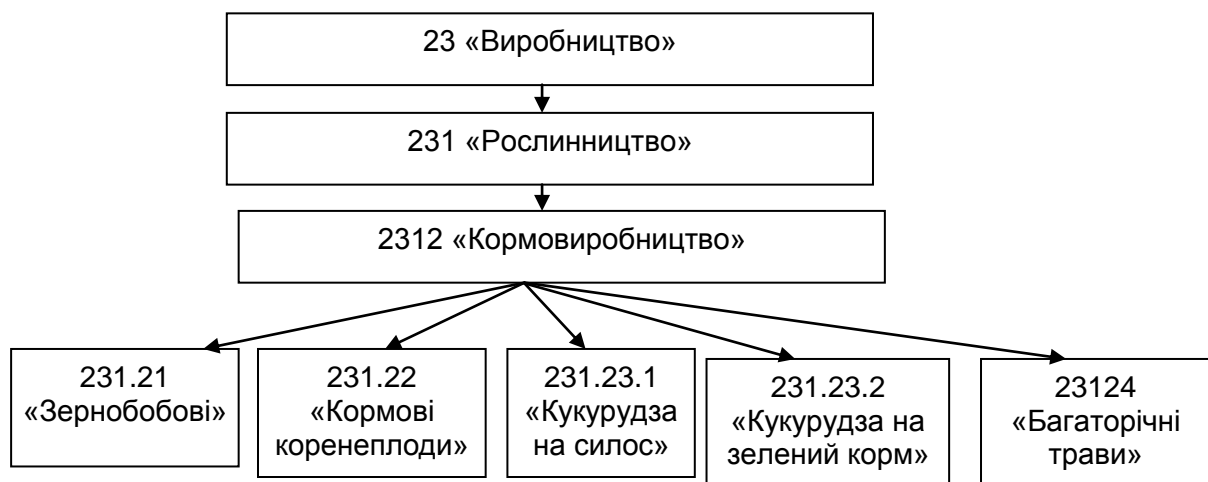 23 «Виробництво»
231 «Рослинництво»
2312 «Кормовиробництво»
231.21
«Зернобобові»
231.22
«Кормові
коренеплоди»
231.23.1
«Кукурудза
на силос»
231.23.2
«Кукурудза на
зелений корм»
23124
«Багаторічні
трави»